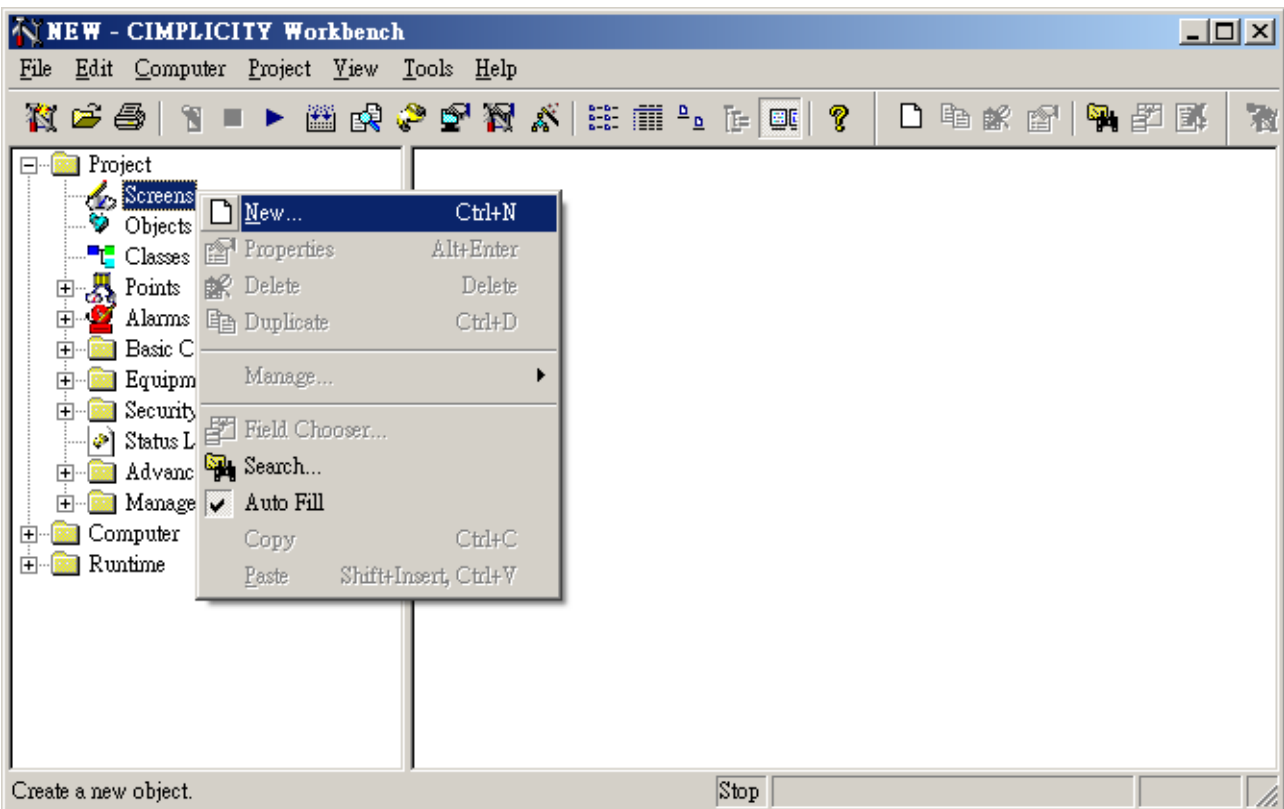 NEW - CIMPLICITY Workbench
File Edit Computer Project View Tools Help
Project
Screens
Objects
Classes
Points
Alarms
Basic C
Equipm
Security
Status L
Advanc
Manage
Computer
Runtime
New... Ctrl+N
Properties Alt+Enter
Delete Delete
Duplicate Ctrl+D
Manage...
Field Chooser...
Search...
Auto Fill
Copy Ctrl+C
Paste Shift+Insert, Ctrl+V
Create a new object. Stop